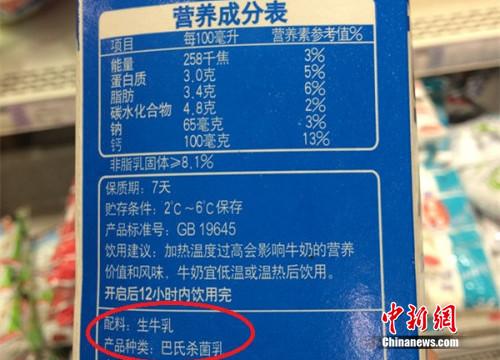 营养成分表
项目 每100毫升 营养素参考值%
能量 258千焦 3%
蛋白质 3.0克 5%
脂肪 3.4克 6%
碳水化合物 4.8克 2%
钠 65毫克 3%
钙 100毫克 13%
非脂乳固体≥8.1%
保质期：7天
贮存条件：2℃~6℃保存
产品标准号：GB 19645
饮用建议：加热温度过高会影响牛奶的营养
价值和风味，牛奶宜低温或温热后饮用。
开启后12小时内饮用完
配料：生牛乳
产品种类：巴氏杀菌乳
中新网
www.chinanews.com